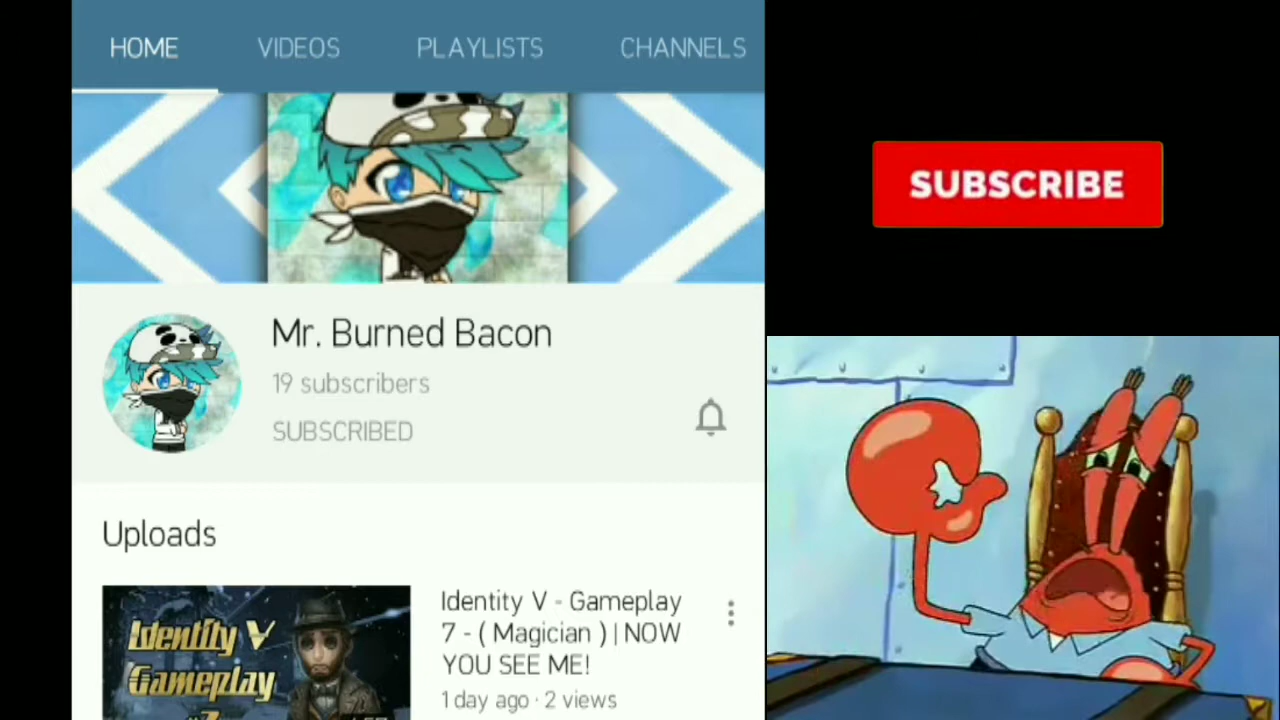 HOME VIDEOS PLAYLISTS CHANNELS
SUBSCRIBE
Mr. Burned Bacon
19 subscribers
SUBSCRIBED
Uploads
Identity V
Gameplay
Identity V - Gameplay
7 - ( Magician ) | NOW
YOU SEE ME!
1 day ago · 2 views